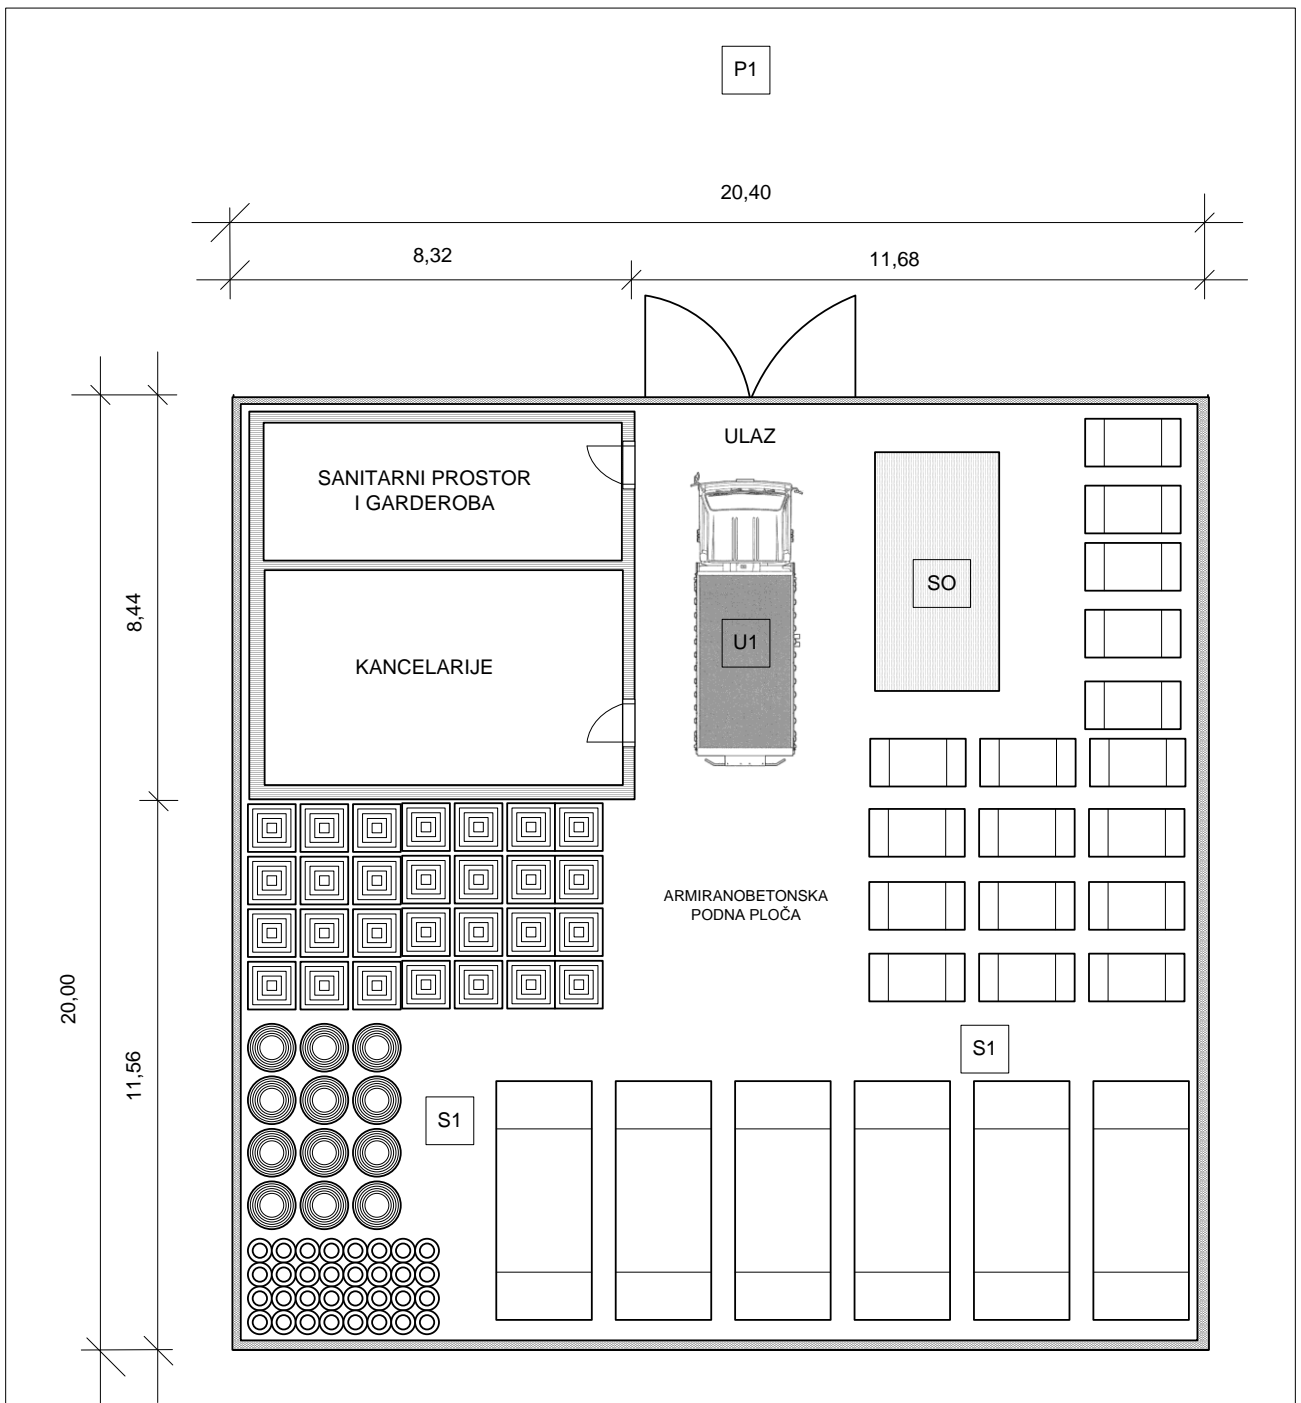 P1
20,40
8,32
11,68
ULAZ
SANITARNI PROSTOR
I GARDEROBA
SO
8,44
U1
KANCELARIJE
ARMIRANOBETONSKA
PODNA PLOČA
20,00
11,56
S1
S1